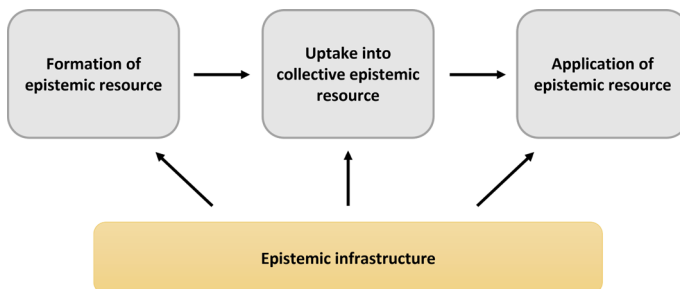 Formation of
epistemic resource
Uptake into
collective epistemic
resource
Application of
epistemic resource
Epistemic infrastructure